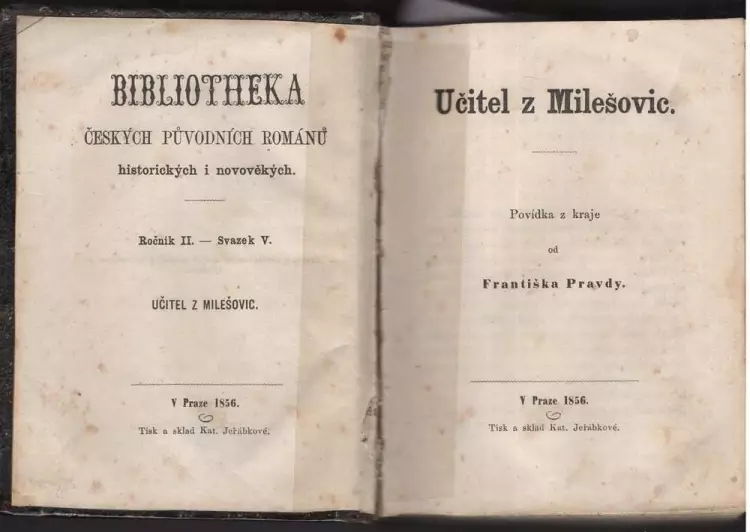 BIBLIOTHEKA
ČESKÝCH PŮVODNÍCH ROMÁNŮ
historických i novověkých.
Ročník II. — Svazek V.
UČITEL Z MILEŠOVIC.
V Praze 1856.
Tisk a sklad Kat. Jeřábkové.
Učitel z Milešovic.
Povídka z kraje
od
Františka Pravdy.
V Praze 1856.
Tisk a sklad Kat. Jeřábkové.